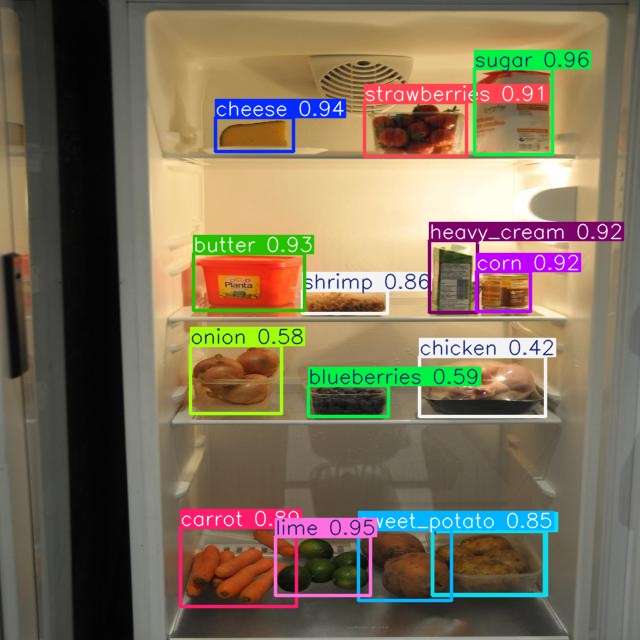 sugar 0.96
strawberries 0.91
cheese 0.94
heavy_cream 0.92
butter 0.93
corn 0.92
shrimp 0.86
Planta
onion 0.58
chicken 0.42
blueberries 0.59
carrot 0.89
lime 0.95
weet_potato 0.85